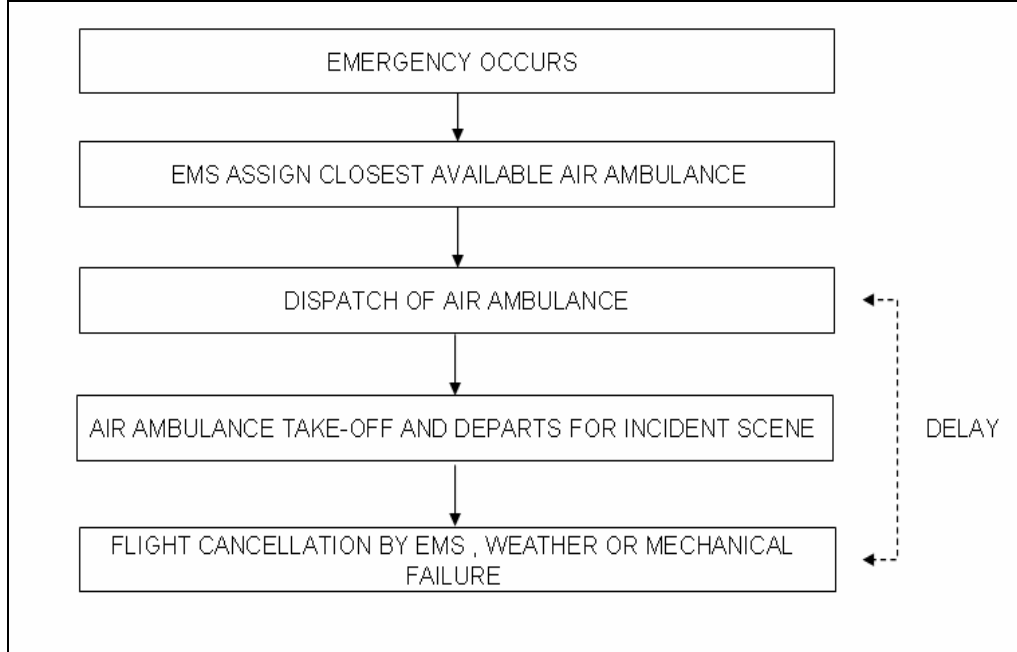 EMERGENCY OCCURS
EMS ASSIGN CLOSEST AVAILABLE AIR AMBULANCE
DISPATCH OF AIR AMBULANCE
AIR AMBULANCE TAKE-OFF AND DEPARTS FOR INCIDENT SCENE
DELAY
FLIGHT CANCELLATION BY EMS , WEATHER OR MECHANICAL
FAILURE